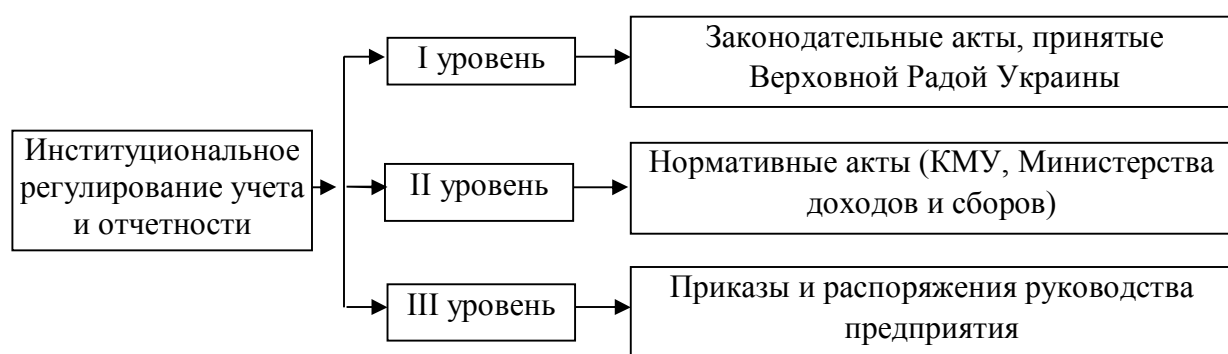 Институциональное
регулирование учета
и отчетности
I уровень
Законодательные акты, принятые
Верховной Радой Украины
II уровень
Нормативные акты (КМУ, Министерства
доходов и сборов)
III уровень
Приказы и распоряжения руководства
предприятия